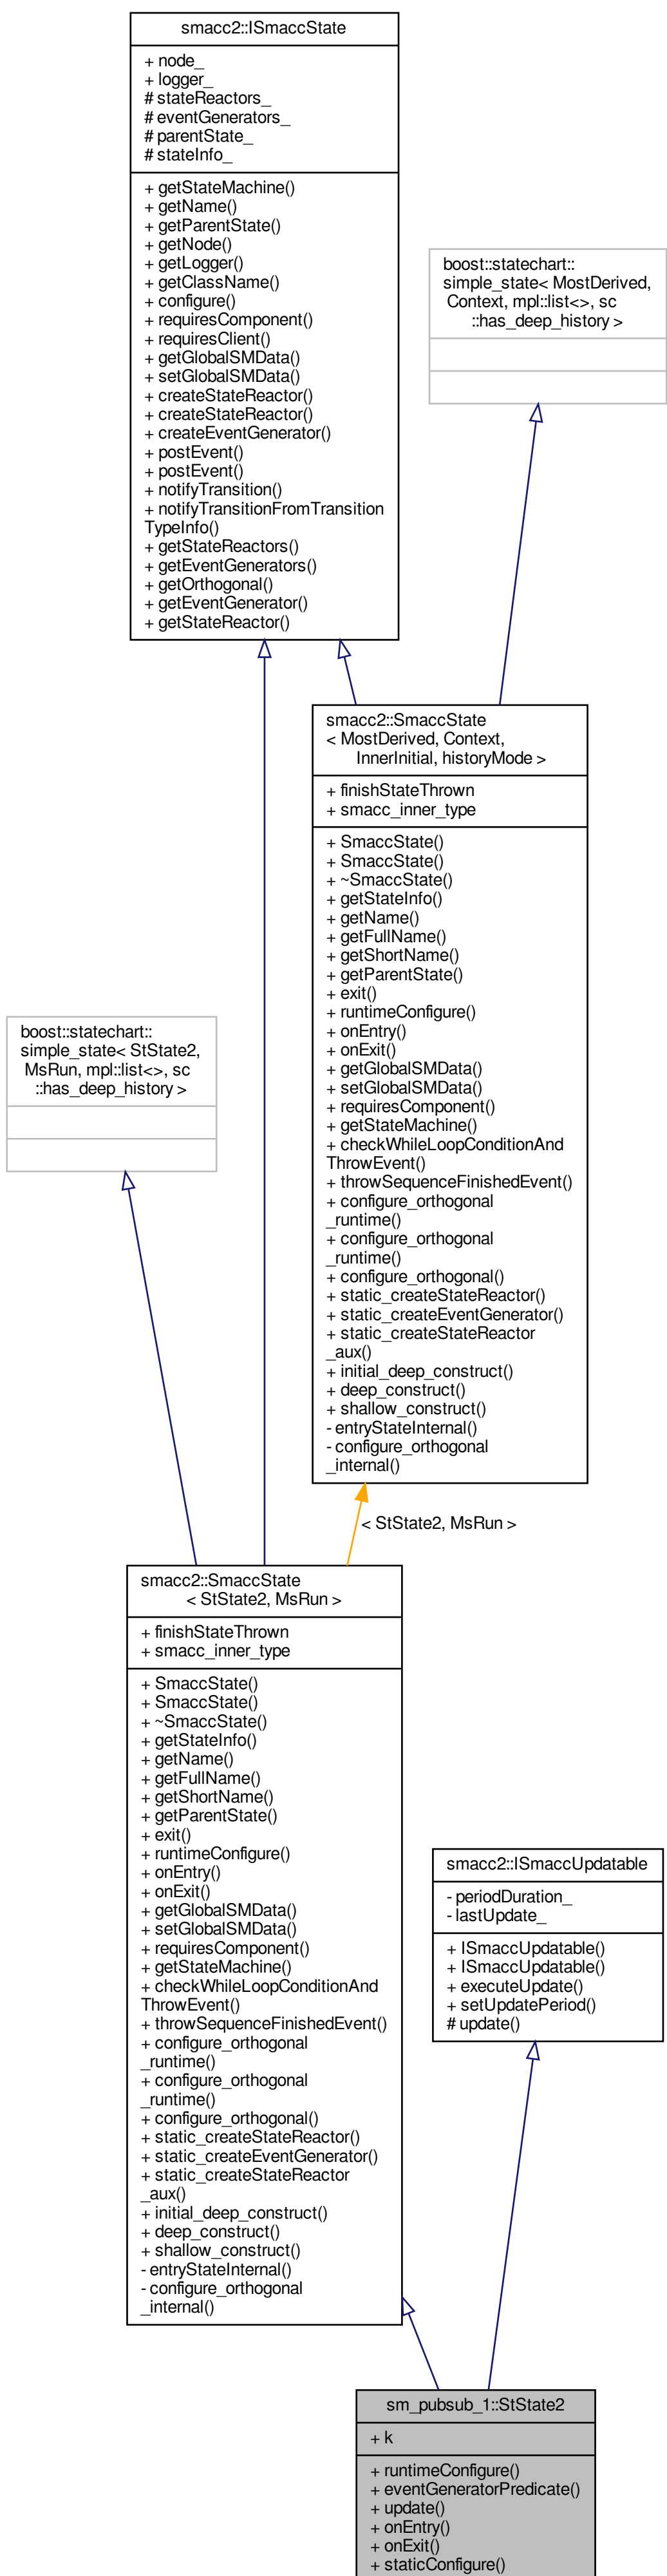 smacc2::ISmaccState
+ node_
+ logger_
# stateReactors_
# eventGenerators_
# parentState_
# stateInfo_
+ getStateMachine()
+ getName()
+ getParentState()
+ getNode()
+ getLogger()
+ getClassName()
+ configure()
+ requiresComponent()
+ requiresClient()
+ getGlobalSMData()
+ setGlobalSMData()
+ createStateReactor()
+ createStateReactor()
+ createEventGenerator()
+ postEvent()
+ postEvent()
+ notifyTransition()
+ notifyTransitionFromTransition
TypeInfo()
+ getStateReactors()
+ getEventGenerators()
+ getOrthogonal()
+ getEventGenerator()
+ getStateReactor()
boost::statechart::
simple_state< MostDerived,
Context, mpl::list<>, sc
::has_deep_history >
smacc2::SmaccState
< MostDerived, Context,
InnerInitial, historyMode >
+ finishStateThrown
+ smacc_inner_type
+ SmaccState()
+ SmaccState()
+ ~SmaccState()
+ getStateInfo()
+ getName()
+ getFullName()
+ getShortName()
+ getParentState()
+ exit()
+ runtimeConfigure()
+ onEntry()
+ onExit()
+ getGlobalSMData()
+ setGlobalSMData()
+ requiresComponent()
+ getStateMachine()
+ checkWhileLoopConditionAnd
ThrowEvent()
+ throwSequenceFinishedEvent()
+ configure_orthogonal
_runtime()
+ configure_orthogonal
_runtime()
+ configure_orthogonal()
+ static_createStateReactor()
+ static_createEventGenerator()
+ static_createStateReactor
_aux()
+ initial_deep_construct()
+ deep_construct()
+ shallow_construct()
- entryStateInternal()
- configure_orthogonal
_internal()
boost::statechart::
simple_state< StState2,
MsRun, mpl::list<>, sc
::has_deep_history >
< StState2, MsRun >
smacc2::SmaccState
< StState2, MsRun >
+ finishStateThrown
+ smacc_inner_type
+ SmaccState()
+ SmaccState()
+ ~SmaccState()
+ getStateInfo()
+ getName()
+ getFullName()
+ getShortName()
+ getParentState()
+ exit()
+ runtimeConfigure()
+ onEntry()
+ onExit()
+ getGlobalSMData()
+ setGlobalSMData()
+ requiresComponent()
+ getStateMachine()
+ checkWhileLoopConditionAnd
ThrowEvent()
+ throwSequenceFinishedEvent()
+ configure_orthogonal
_runtime()
+ configure_orthogonal
_runtime()
+ configure_orthogonal()
+ static_createStateReactor()
+ static_createEventGenerator()
+ static_createStateReactor
_aux()
+ initial_deep_construct()
+ deep_construct()
+ shallow_construct()
- entryStateInternal()
- configure_orthogonal
_internal()
smacc2::ISmaccUpdatable
- periodDuration_
- lastUpdate_
+ ISmaccUpdatable()
+ ISmaccUpdatable()
+ executeUpdate()
+ setUpdatePeriod()
# update()
sm_pubsub_1::StState2
+ k
+ runtimeConfigure()
+ eventGeneratorPredicate()
+ update()
+ onEntry()
+ onExit()
+ staticConfigure()